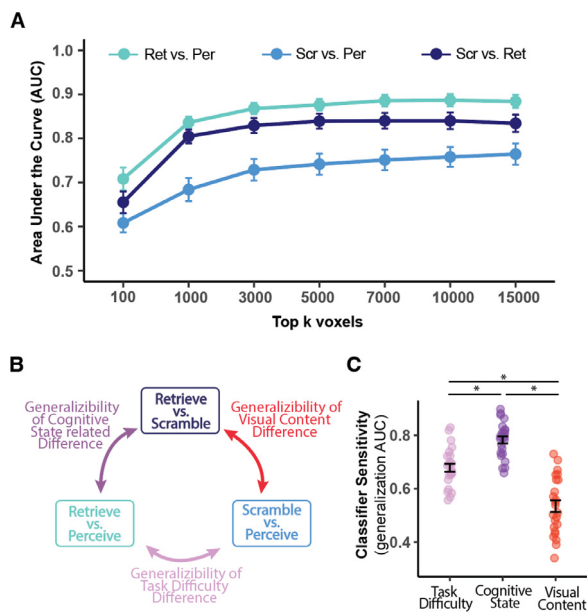 A
Ret vs. Per Scr vs. Per Scr vs. Ret
Area Under the Curve (AUC)
1.0
0.9
0.8
0.7
0.6
0.5
100 1000 3000 5000 7000 10000 15000
Top k voxels
B
Retrieve
vs.
Scramble
Generalizibility
of Cognitive
State related
Difference
Generalizibility of
Visual Content
Difference
Retrieve
vs.
Perceive
Scramble
vs.
Perceive
Generalizibility of
Task Difficulty
Difference
C
* 
* *
Classifier Sensitivity
(generalization AUC)
0.8
0.6
0.4
Task
Difficulty
Cognitive
State
Visual
Content